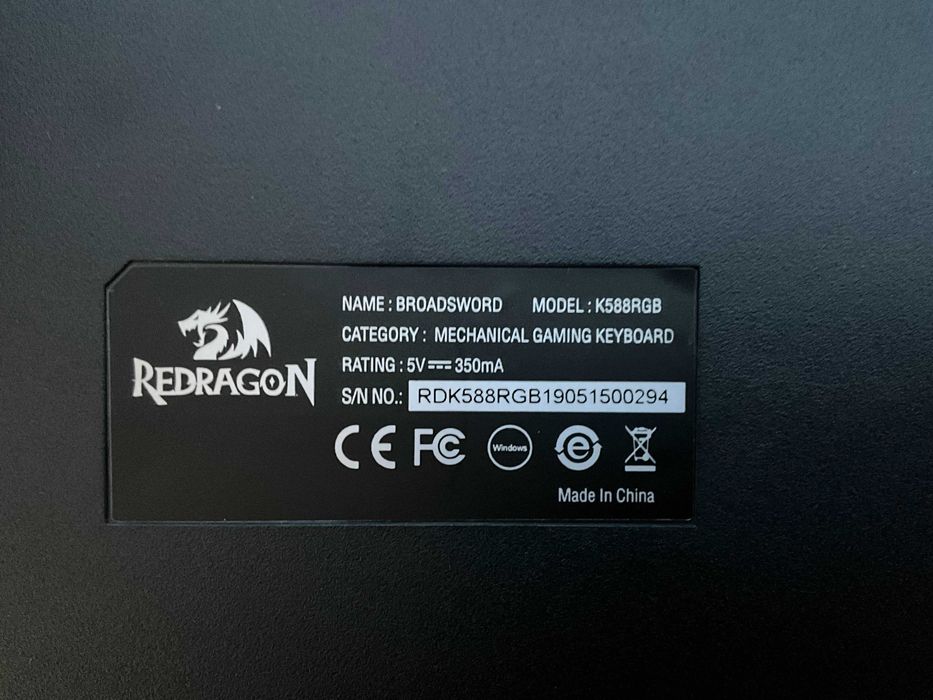 REDRAGON
NAME : BROADSWORD MODEL : K588RGB
CATEGORY : MECHANICAL GAMING KEYBOARD
RATING : 5V⎓350mA
S/N NO.: RDK588RGB19051500294
CE FC Windows e
Made In China